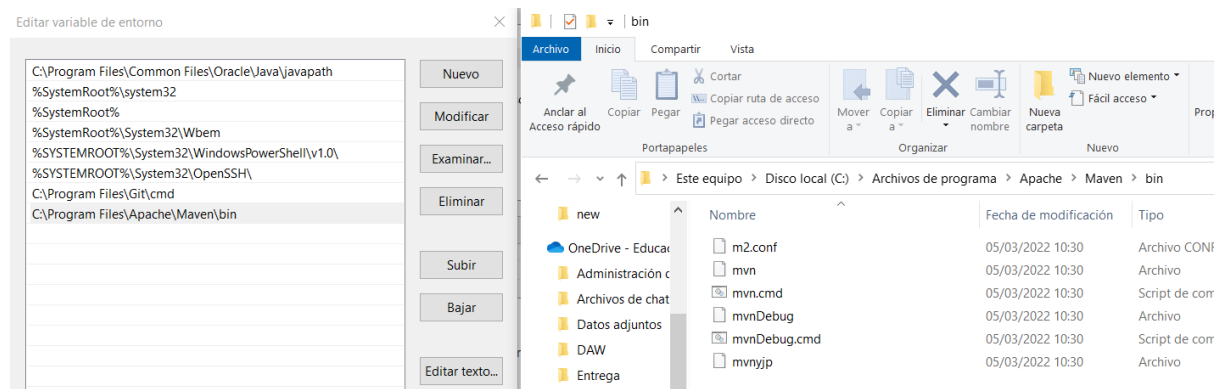 Editar variable de entorno
C:\Program Files\Common Files\Oracle\Java\javapath
%SystemRoot%\system32
%SystemRoot%
%SystemRoot%\System32\Wbem
%SYSTEMROOT%\System32\WindowsPowerShell\v1.0\
%SYSTEMROOT%\System32\OpenSSH\
C:\Program Files\Git\cmd
C:\Program Files\Apache\Maven\bin
Nuevo
Modificar
Examinar...
Eliminar
Subir
Bajar
Editar texto...
bin
Archivo Inicio Compartir Vista
Anclar al
Acceso rápido
Copiar
Pegar
Cortar
Copiar ruta de acceso
Pegar acceso directo
Portapapeles
Mover
a
Copiar
a
Eliminar
Cambiar
nombre
Organizar
Nueva
carpeta
Nuevo elemento
Fácil acceso
Nuevo
Prop
Este equipo > Disco local (C:) > Archivos de programa > Apache > Maven > bin
new
OneDrive - Educac
Administración c
Archivos de chat
Datos adjuntos
DAW
Entrega
Nombre Fecha de modificación Tipo
m2.conf 05/03/2022 10:30 Archivo CONF
mvn 05/03/2022 10:30 Archivo
mvn.cmd 05/03/2022 10:30 Script de com
mvnDebug 05/03/2022 10:30 Archivo
mvnDebug.cmd 05/03/2022 10:30 Script de com
mvnyjp 05/03/2022 10:30 Archivo